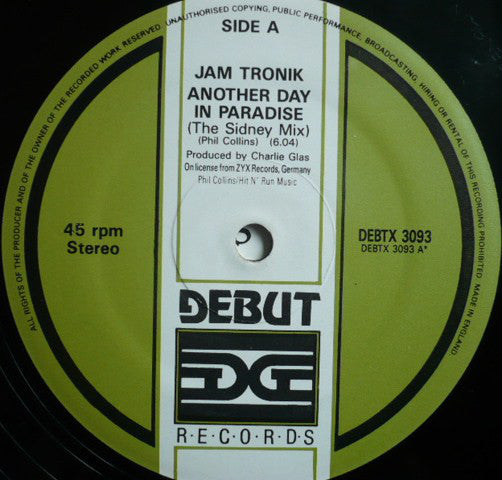 ALL RIGHTS OF THE PRODUCER AND OF THE OWNER OF THE RECORDED WORK RESERVED. UNAUTHORISED COPYING, PUBLIC PERFORMANCE, BROADCASTING, HIRING OR RENTAL OF THIS RECORDING PROHIBITED. MADE IN ENGLAND.
SIDE A
JAM TRONIK
ANOTHER DAY
IN PARADISE
(The Sidney Mix)
(Phil Collins) (6.04)
Produced by Charlie Glas
On license from ZYX Records, Germany
Phil Collins/Hit N' Run Music
45 rpm
Stereo
DEBTX 3093
DEBTX 3093 A*
DEBUT
R·E·C·O·R·D·S